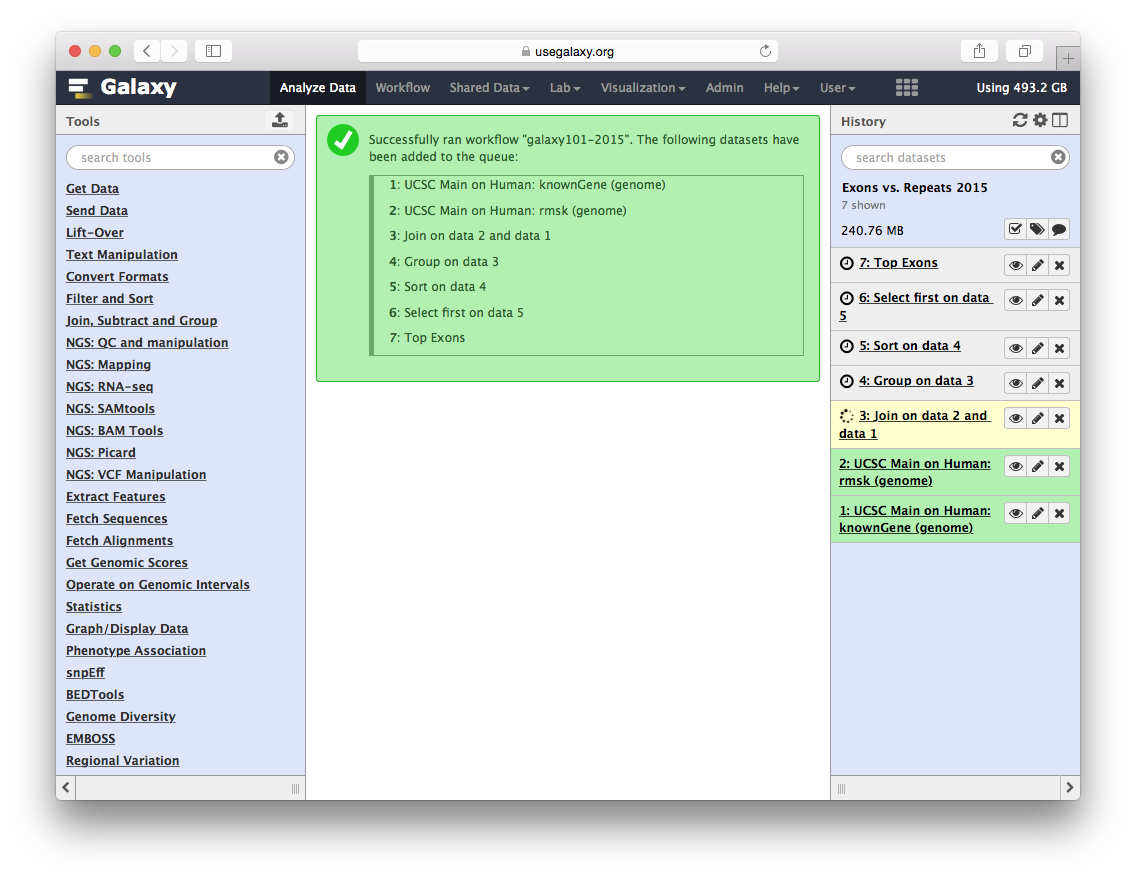 usegalaxy.org
Galaxy
Analyze Data Workflow Shared Data Lab Visualization Admin Help User Using 493.2 GB
Tools
search tools
Get Data
Send Data
Lift-Over
Text Manipulation
Convert Formats
Filter and Sort
Join, Subtract and Group
NGS: QC and manipulation
NGS: Mapping
NGS: RNA-seq
NGS: SAMtools
NGS: BAM Tools
NGS: Picard
NGS: VCF Manipulation
Extract Features
Fetch Sequences
Fetch Alignments
Get Genomic Scores
Operate on Genomic Intervals
Statistics
Graph/Display Data
Phenotype Association
snpEff
BEDTools
Genome Diversity
EMBOSS
Regional Variation
Successfully ran workflow "galaxy101-2015". The following datasets have
been added to the queue:
1: UCSC Main on Human: knownGene (genome)
2: UCSC Main on Human: rmsk (genome)
3: Join on data 2 and data 1
4: Group on data 3
5: Sort on data 4
6: Select first on data 5
7: Top Exons
History
search datasets
Exons vs. Repeats 2015
7 shown
240.76 MB
7: Top Exons
6: Select first on data
5
5: Sort on data 4
4: Group on data 3
3: Join on data 2 and
data 1
2: UCSC Main on Human:
rmsk (genome)
1: UCSC Main on Human:
knownGene (genome)